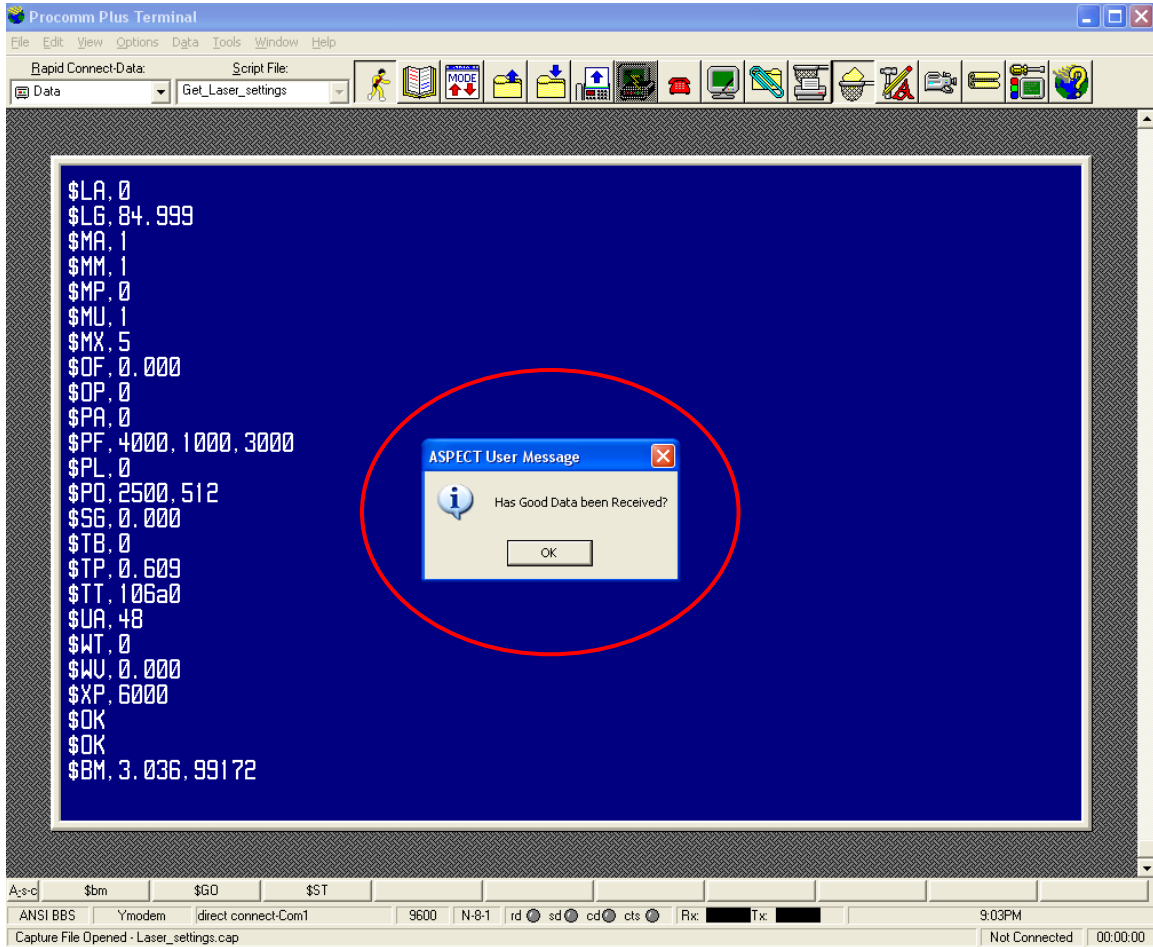 Procomm Plus Terminal
File Edit View Options Data Tools Window Help
Rapid Connect-Data: Script File:
Data Get_Laser_settings
MODE
$LA,0
$LG,84.999
$MA,1
$MM,1
$MP,0
$MU,1
$MX,5
$OF,0.000
$OP,0
$PA,0
$PF,4000,1000,3000
$PL,0
$PO,2500,512
$SG,0.000
$TB,0
$TP,0.609
$TT,106a0
$UA,48
$WT,0
$WV,0.000
$XP,6000
$OK
$OK
$BM,3.036,99172
ASPECT User Message
Has Good Data been Received?
OK
A-s-c $bm $GO $ST
ANSI BBS Ymodem direct connect-Com1 9600 N-8-1 rd sd cd cts Rx: Tx: 9:03PM
Capture File Opened - Laser_settings.cap Not Connected 00:00:00